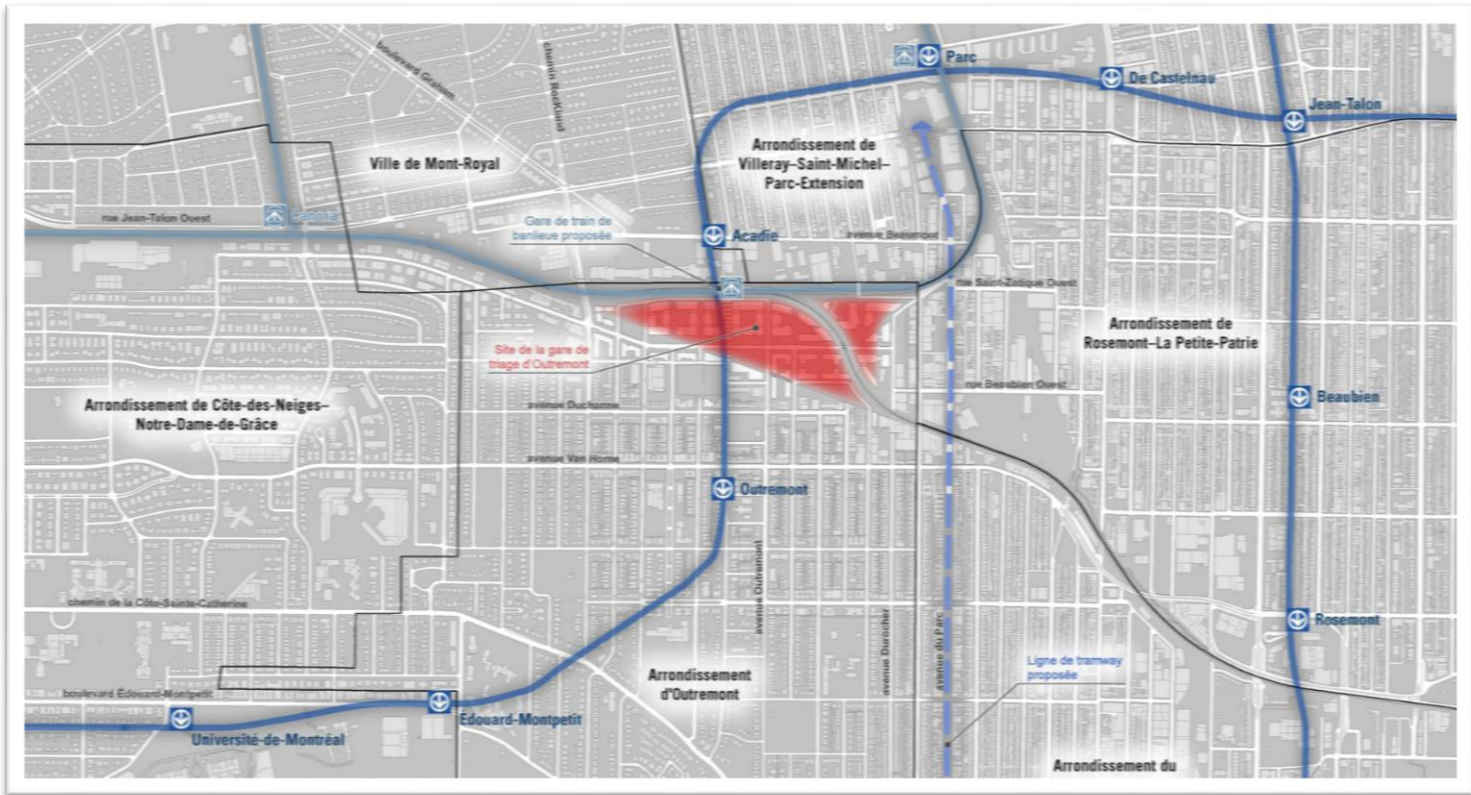 boulevard Graham
chemin Rockland
Parc
De Castelnau
Jean-Talon
Arrondissement de
Villeray–Saint-Michel–
Parc-Extension
Ville de Mont-Royal
rue Jean-Talon Ouest
Canora
Gare de train de
banlieue proposée
Acadie
avenue Beaumont
rue Saint-Zotique Ouest
Arrondissement de
Rosemont–La Petite-Patrie
Site de la gare de
triage d'Outremont
rue Beaubien Ouest
Beaubien
Arrondissement de Côte-des-Neiges–
Notre-Dame-de-Grâce
avenue Ducharme
avenue Van Horne
Outremont
avenue Outremont
chemin de la Côte-Sainte-Catherine
avenue Durocher
avenue du Parc
Rosemont
Arrondissement
d'Outremont
Ligne de tramway
proposée
boulevard Édouard-Montpetit
Édouard-Montpetit
Université-de-Montréal
Arrondissement du